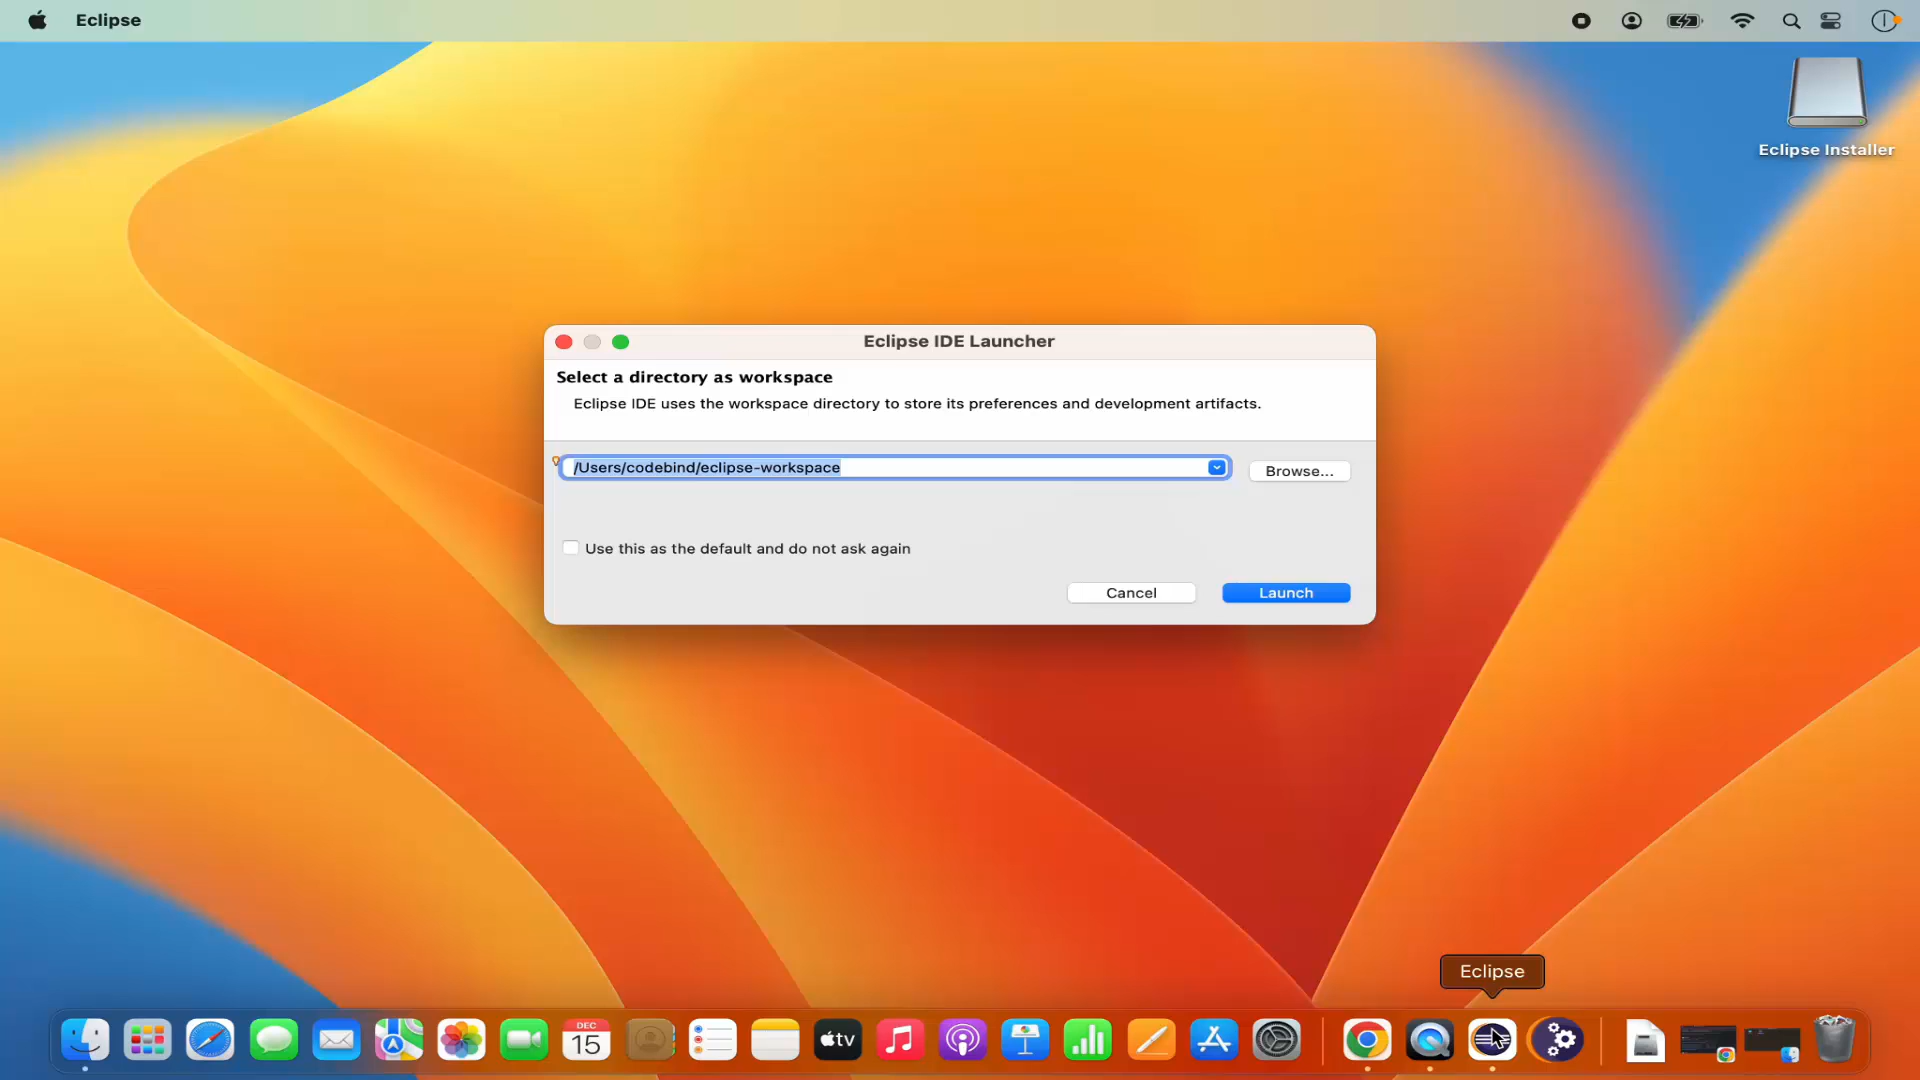 Eclipse
Eclipse Installer
Eclipse IDE Launcher
Select a directory as workspace
Eclipse IDE uses the workspace directory to store its preferences and development artifacts.
/Users/codebind/eclipse-workspace
Browse...
Use this as the default and do not ask again
Cancel
Launch
Eclipse
DEC
15
tv